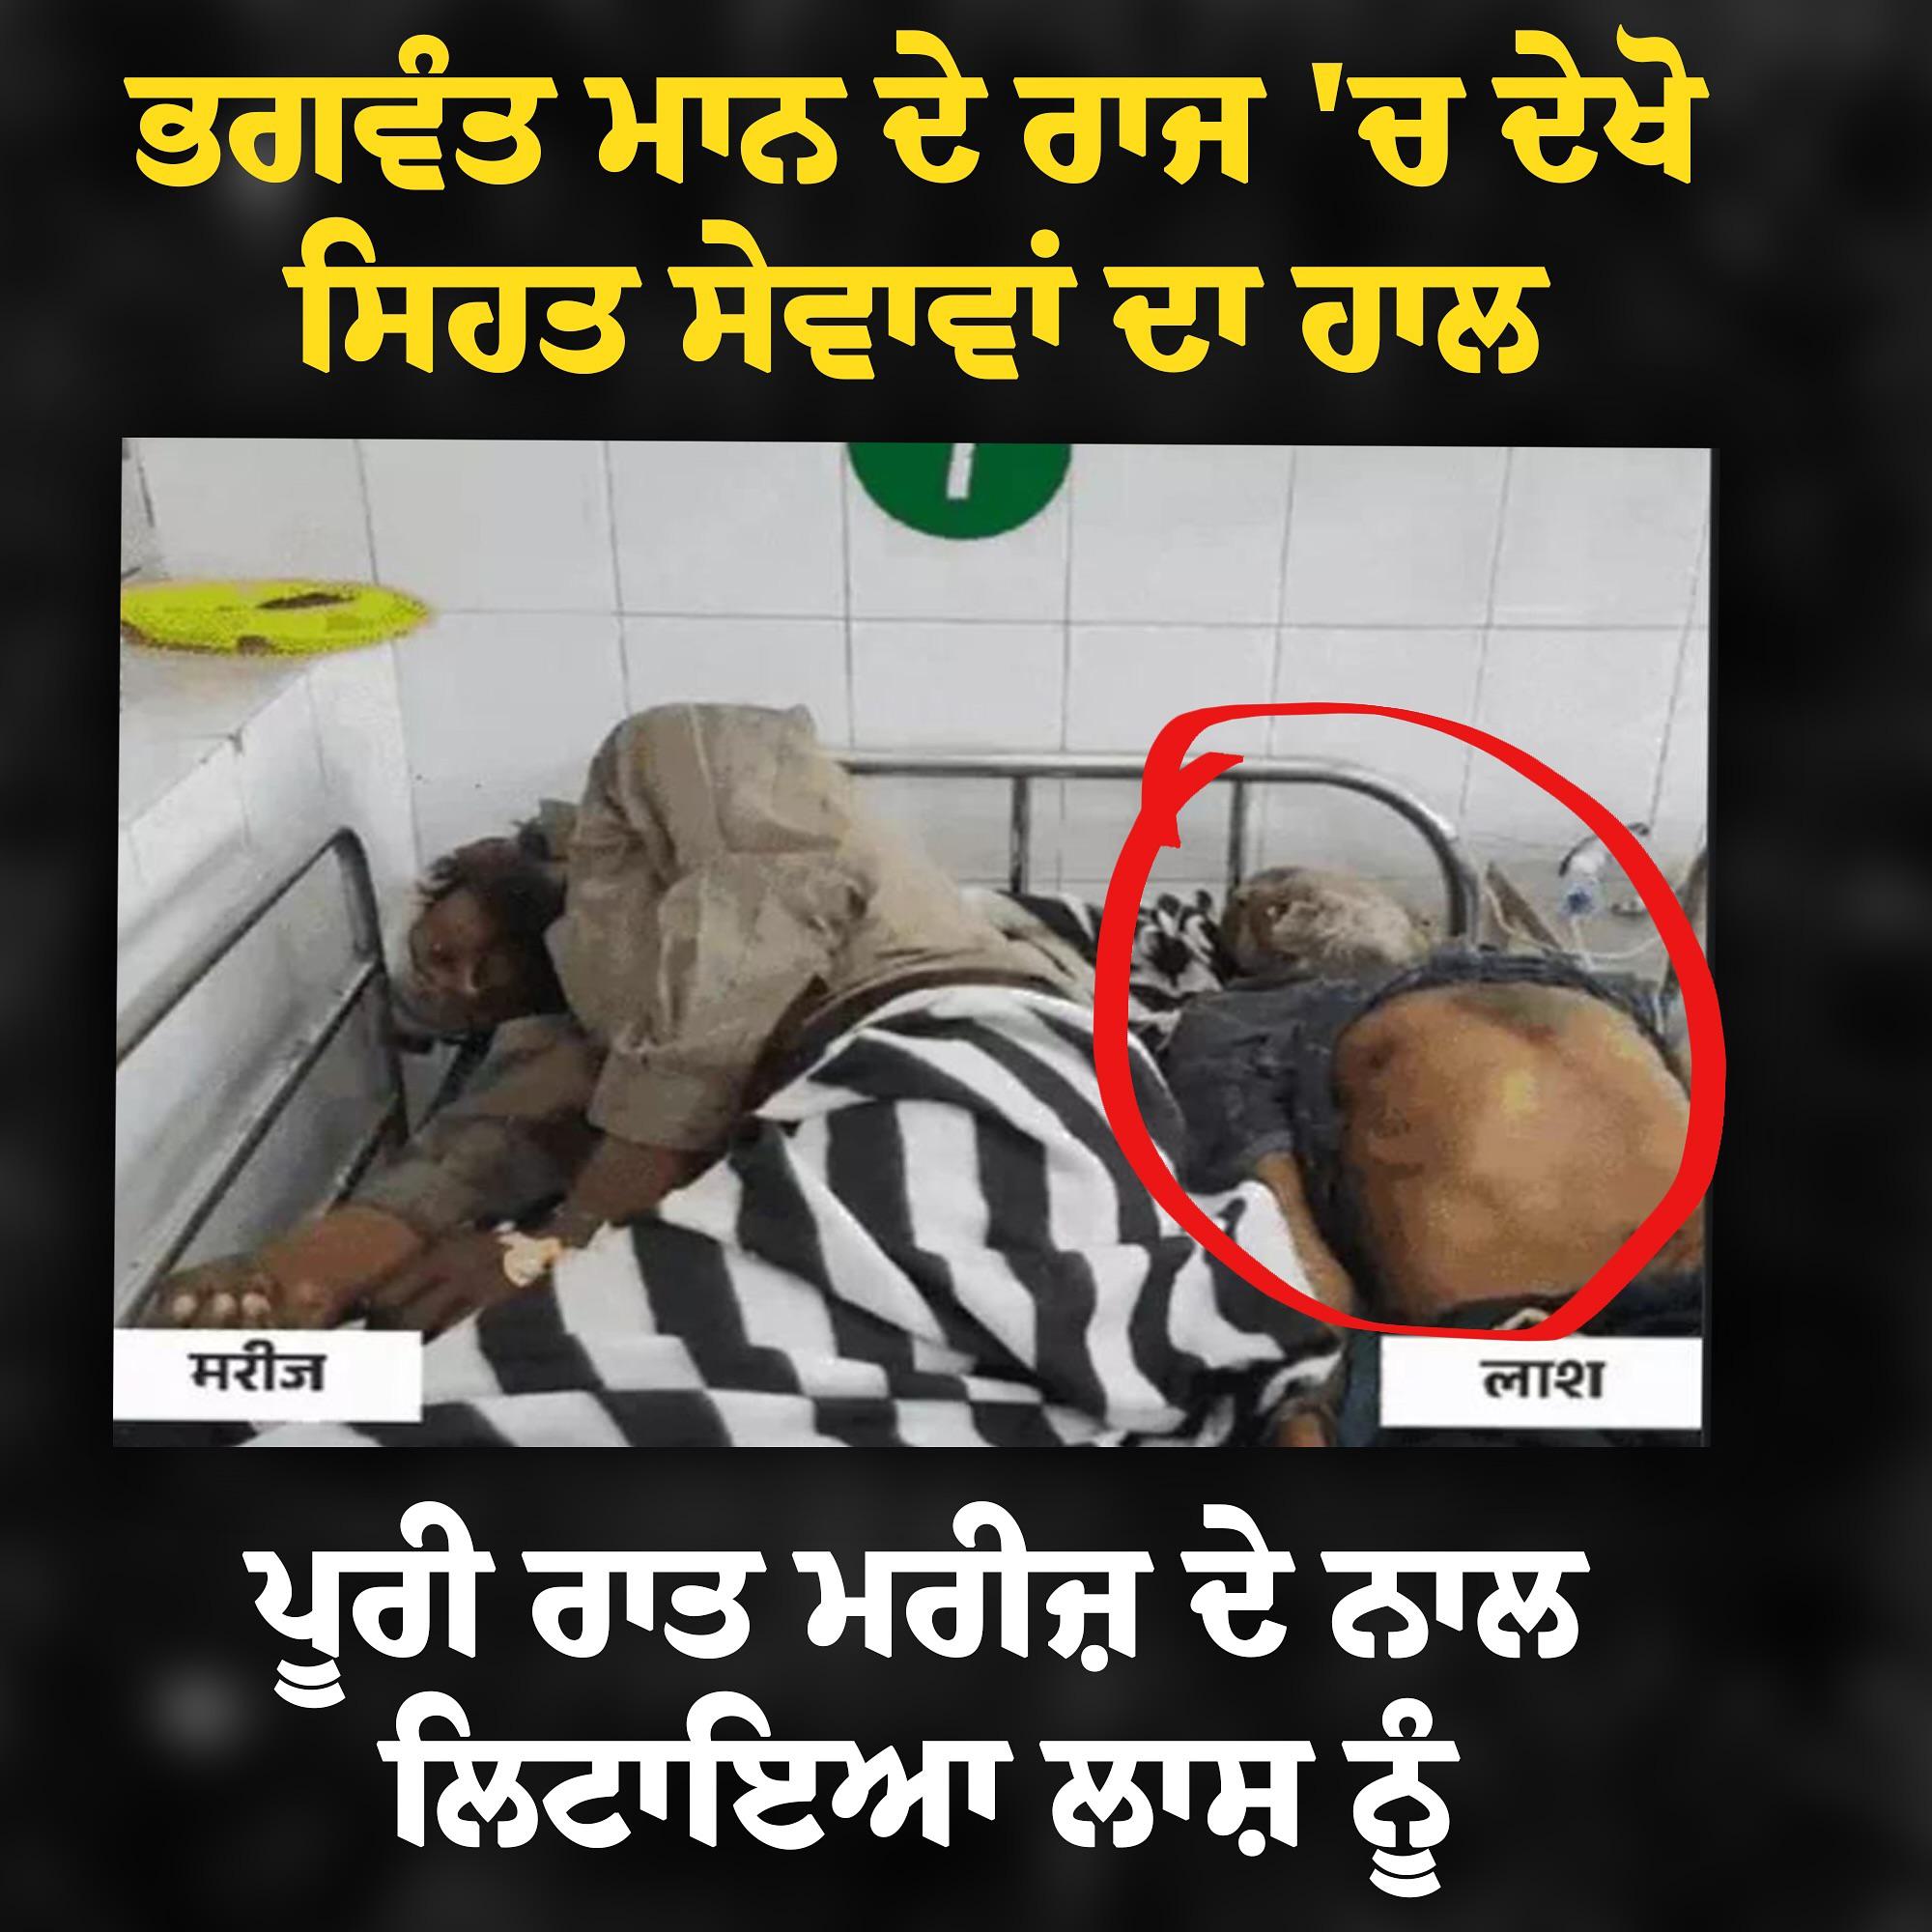 ਭਗਵੰਤ ਮਾਨ ਦੇ ਰਾਜ 'ਚ ਦੇਖੋ
ਸਿਹਤ ਸੇਵਾਵਾਂ ਦਾ ਹਾਲ
मरीज
लाश
ਪੂਰੀ ਰਾਤ ਮਰੀਜ਼ ਦੇ ਨਾਲ
ਲਿਟਾਇਆ ਲਾਸ਼ ਨੂੰ